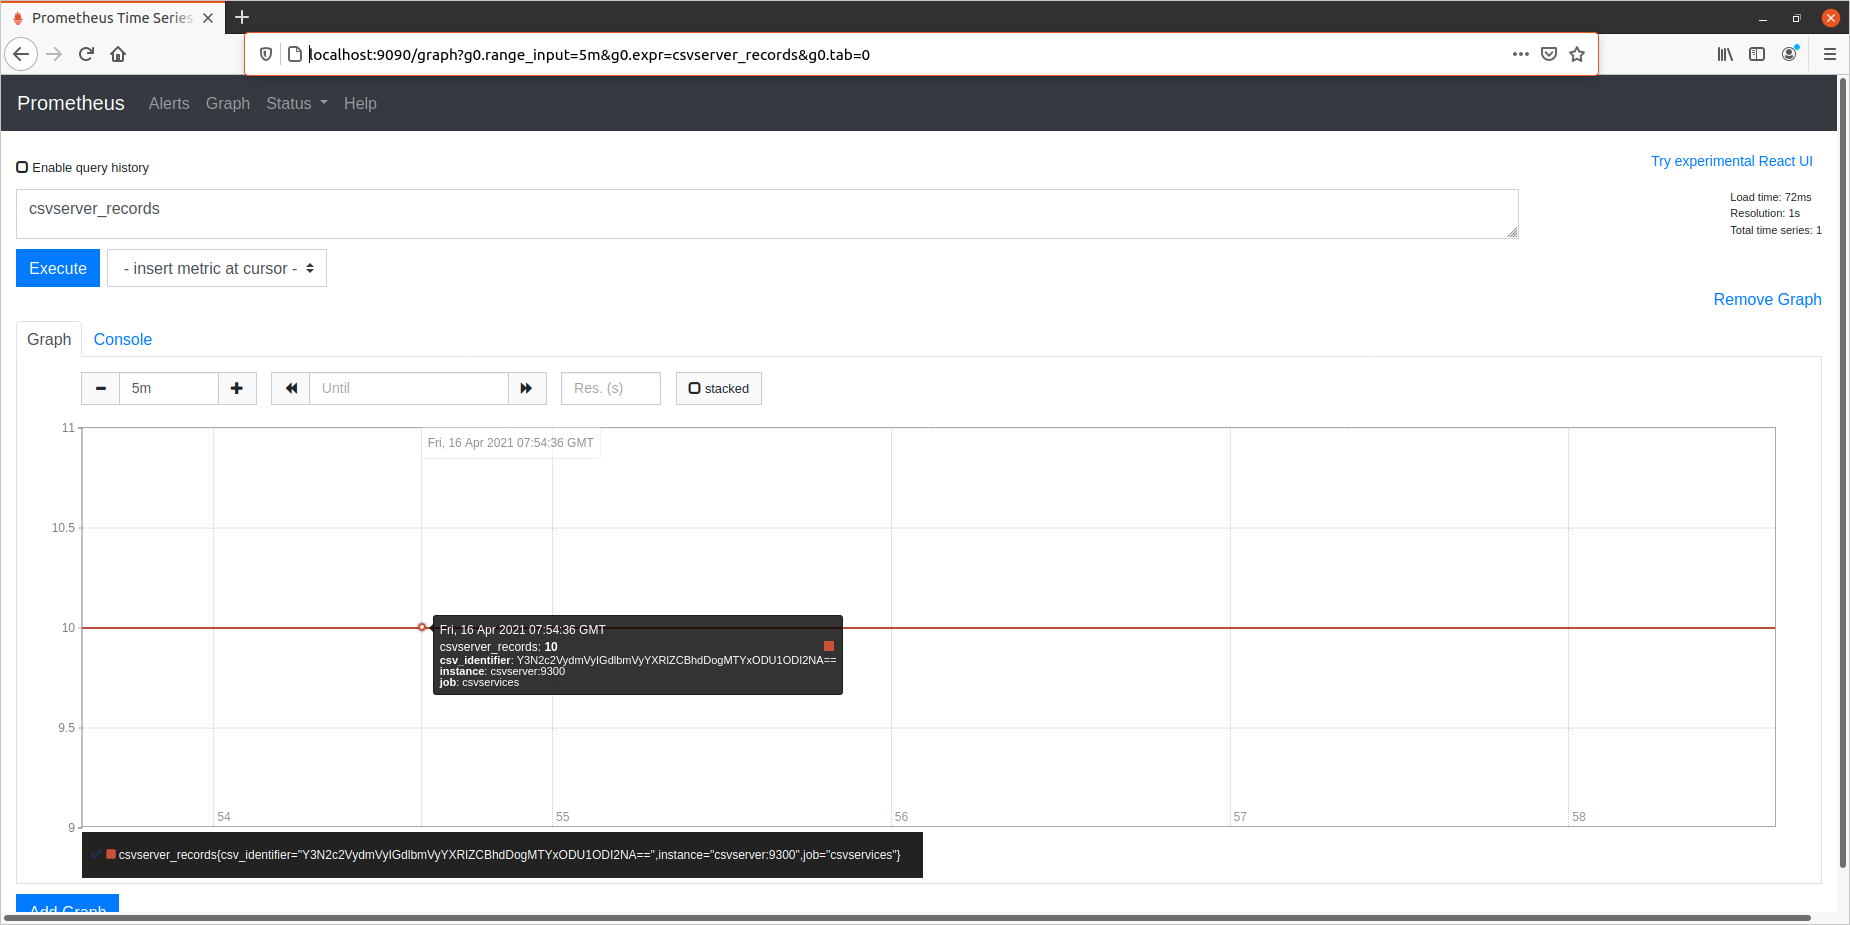 Prometheus Time Series
localhost:9090/graph?g0.range_input=5m&g0.expr=csvserver_records&g0.tab=0
Prometheus Alerts Graph Status Help
Enable query history
Try experimental React UI
csvserver_records
Load time: 72ms
Resolution: 1s
Total time series: 1
Execute
- insert metric at cursor -
Remove Graph
Graph Console
5m
Until
Res. (s)
stacked
11
Fri, 16 Apr 2021 07:54:36 GMT
10.5
10
Fri, 16 Apr 2021 07:54:36 GMT
csvserver_records: 10
csv_identifier: Y3N2c2VydmVyIGdlbmVyYXRlZCBhdDogMTYxODU1ODI2NA==
instance: csvserver:9300
job: csvservices
9.5
9
54 55 56 57 58
csvserver_records{csv_identifier="Y3N2c2VydmVyIGdlbmVyYXRlZCBhdDogMTYxODU1ODI2NA==",instance="csvserver:9300",job="csvservices"}
Add Graph